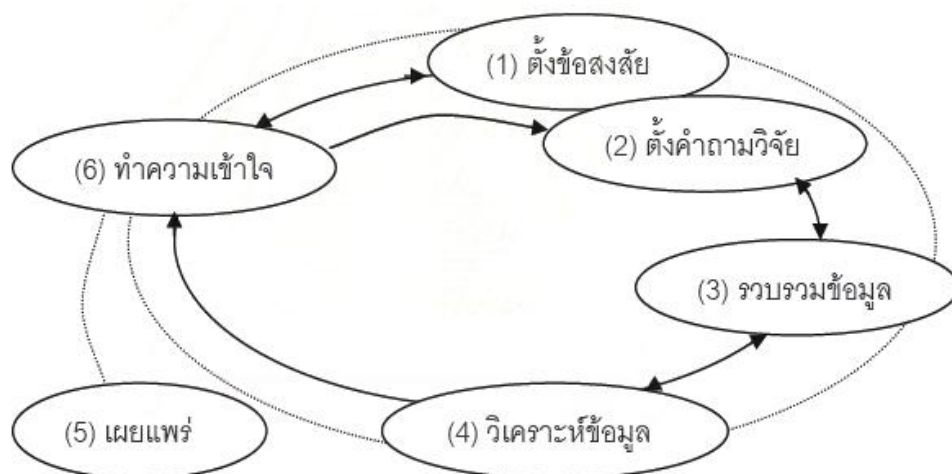 (1) ตั้งข้อสงสัย
(2) ตั้งคำถามวิจัย
(6) ทำความเข้าใจ
(3) รวบรวมข้อมูล
(5) เผยแพร่
(4) วิเคราะห์ข้อมูล